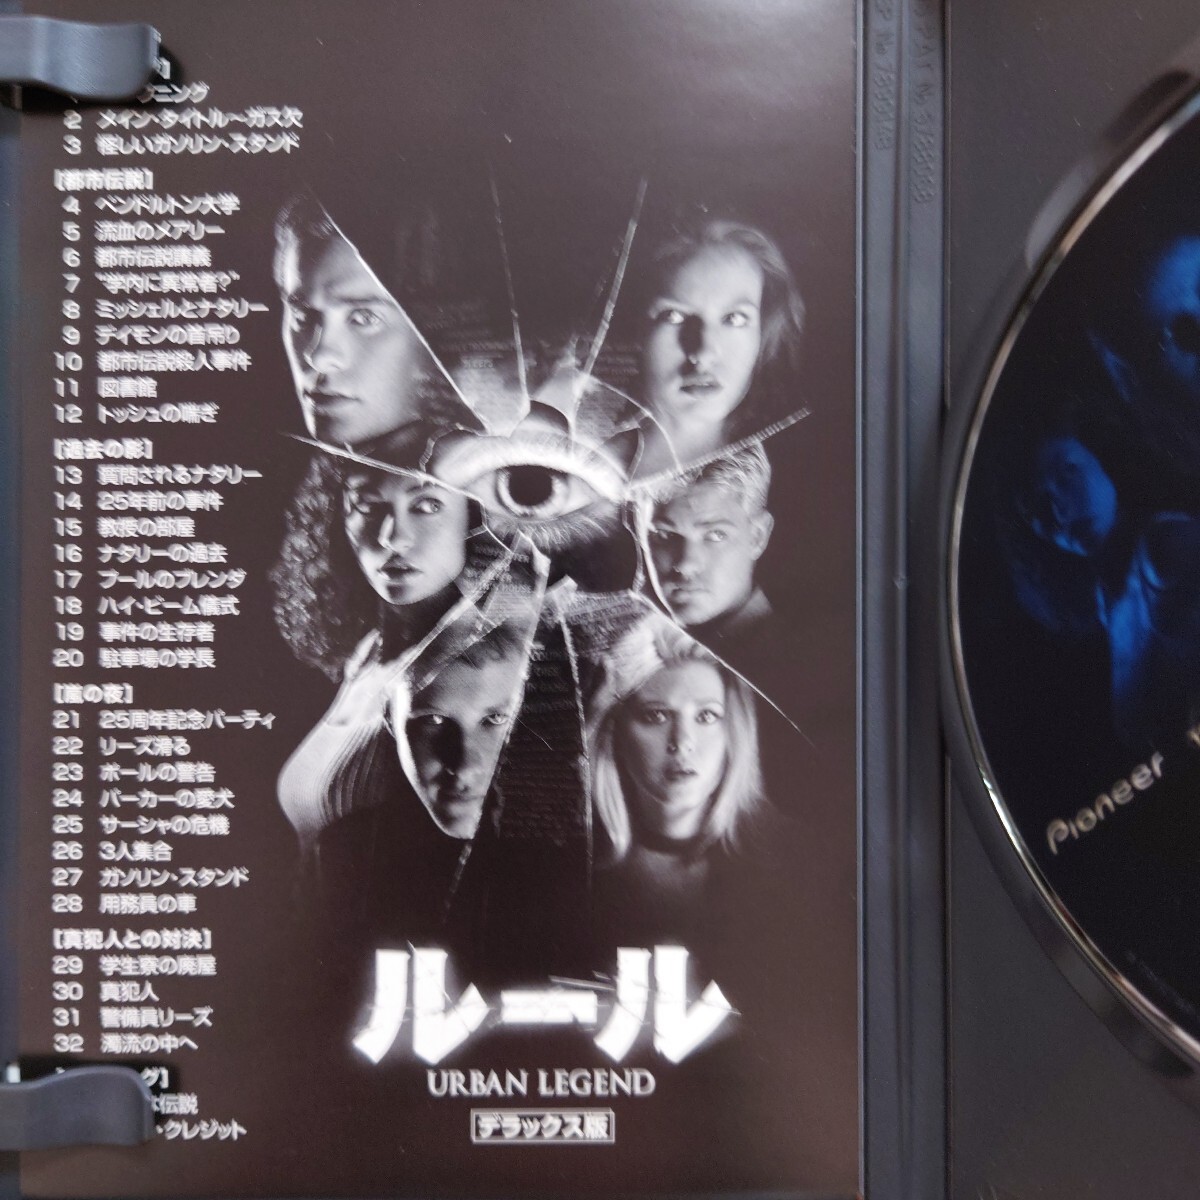 ニング
2 メイン・タイトル～ガス欠
3 怪しいガソリン・スタンド
[都市伝説]
4 ペンドルトン大学
5 流血のメアリー
6 都市伝説講義
7 “学内に異常者?”
8 ミッシェルとナタリー
9 デイモンの首吊り
10 都市伝説殺人事件
11 図書館
12 トッシュの喘ぎ
[過去の影]
13 質問されるナタリー
14 25年前の事件
15 教授の部屋
16 ナタリーの過去
17 プールのブレンダ
18 ハイ・ビーム儀式
19 事件の生存者
20 駐車場の学長
[嵐の夜]
21 25周年記念パーティ
22 リーズ滑る
23 ポールの警告
24 パーカーの愛犬
25 サーシャの危機
26 3人集合
27 ガソリン・スタンド
28 用務員の車
[真犯人との対決]
29 学生寮の廃屋
30 真犯人
31 警備員リーズ
32 濁流の中へ
グ]
伝説
・クレジット
ルール
URBAN LEGEND
デラックス版
Pioneer